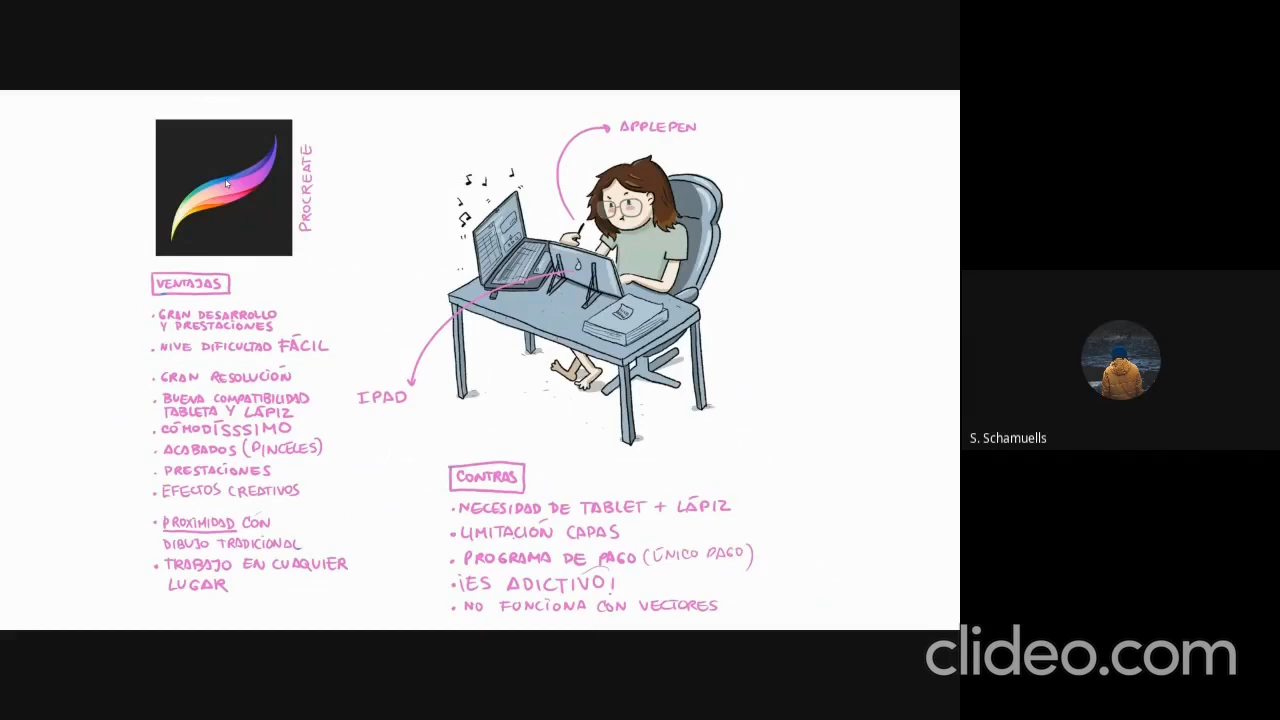 PROCREATE
VENTAJAS
• GRAN DESARROLLO
Y PRESTACIONES
• NIVE DIFICULTAD FÁCIL
• GRAN RESOLUCIÓN
• BUENA COMPATIBILIDAD
TABLETA Y LÁPIZ
• CÓMODÍSSSIMO
• ACABADOS (PINCELES)
• PRESTACIONES
• EFECTOS CREATIVOS
• PROXIMIDAD CON
DIBUJO TRADICIONAL
• TRABAJO EN CUALQUIER
LUGAR
APPLEPEN
IPAD
CONTRAS
• NECESIDAD DE TABLET + LÁPIZ
• LIMITACIÓN CAPAS
• PROGRAMA DE PAGO (ÚNICO PAGO)
• ¡ES ADICTIVO!
• NO FUNCIONA CON VECTORES
S. Schamuells
clideo.com